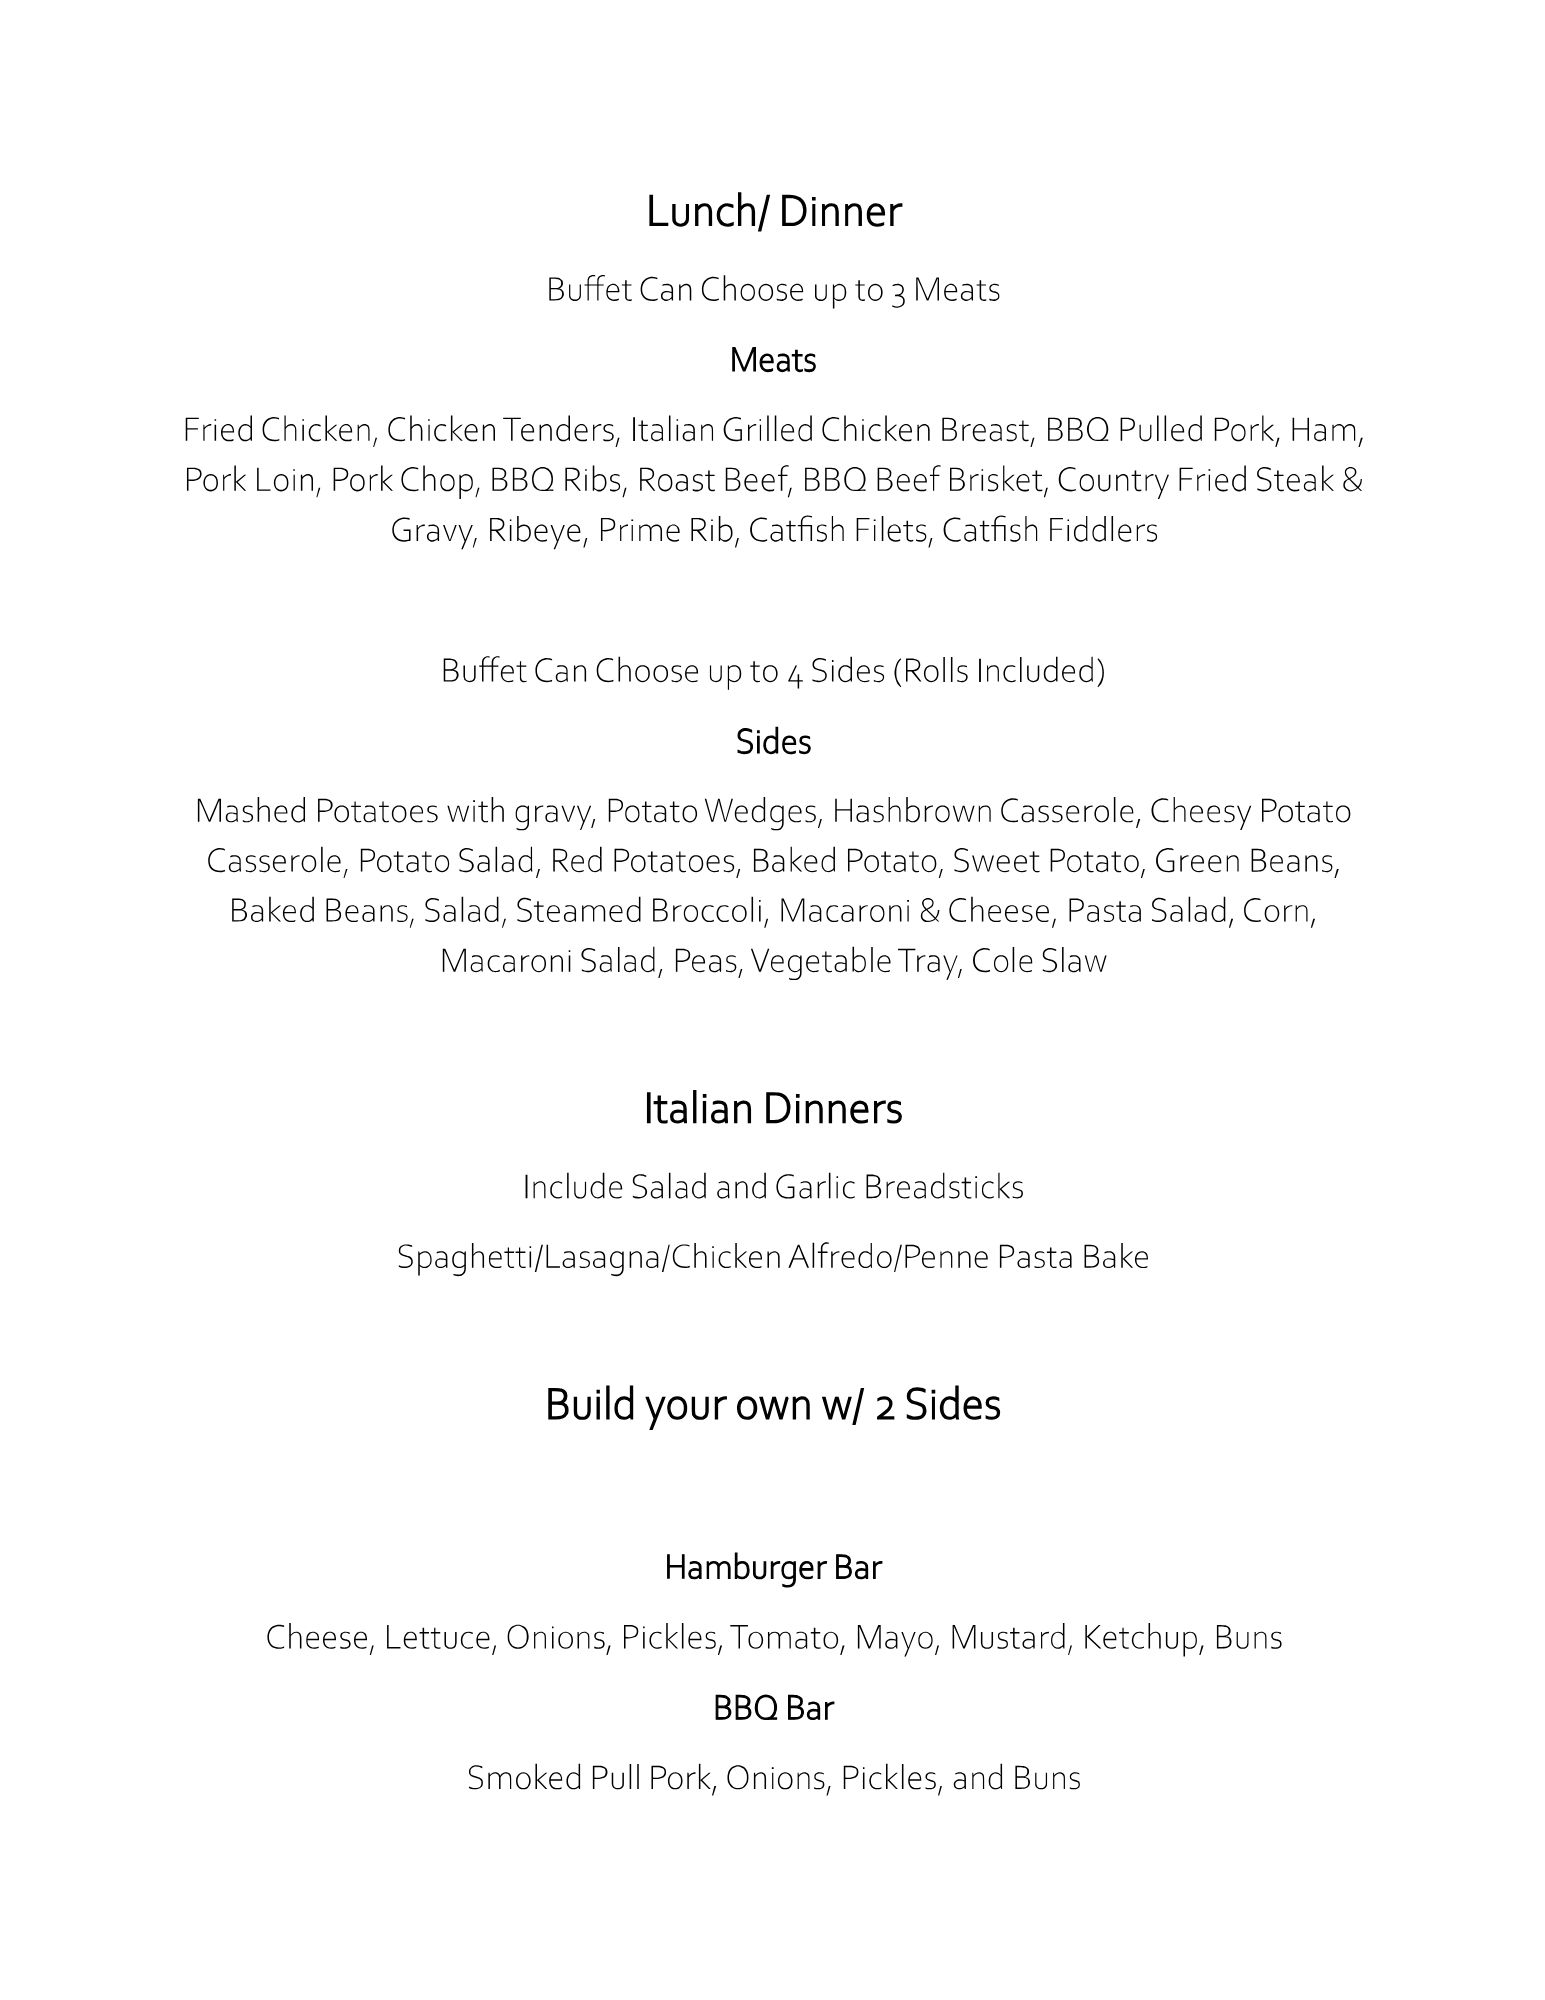 Lunch/ Dinner
Buffet Can Choose up to 3 Meats
Meats
Fried Chicken, Chicken Tenders, Italian Grilled Chicken Breast, BBQ Pulled Pork, Ham,
Pork Loin, Pork Chop, BBQ Ribs, Roast Beef, BBQ Beef Brisket, Country Fried Steak &
Gravy, Ribeye, Prime Rib, Catfish Filets, Catfish Fiddlers
Buffet Can Choose up to 4 Sides (Rolls Included)
Sides
Mashed Potatoes with gravy, Potato Wedges, Hashbrown Casserole, Cheesy Potato
Casserole, Potato Salad, Red Potatoes, Baked Potato, Sweet Potato, Green Beans,
Baked Beans, Salad, Steamed Broccoli, Macaroni & Cheese, Pasta Salad, Corn,
Macaroni Salad, Peas, Vegetable Tray, Cole Slaw
Italian Dinners
Include Salad and Garlic Breadsticks
Spaghetti/Lasagna/Chicken Alfredo/Penne Pasta Bake
Build your own w/ 2 Sides
Hamburger Bar
Cheese, Lettuce, Onions, Pickles, Tomato, Mayo, Mustard, Ketchup, Buns
BBQ Bar
Smoked Pull Pork, Onions, Pickles, and Buns